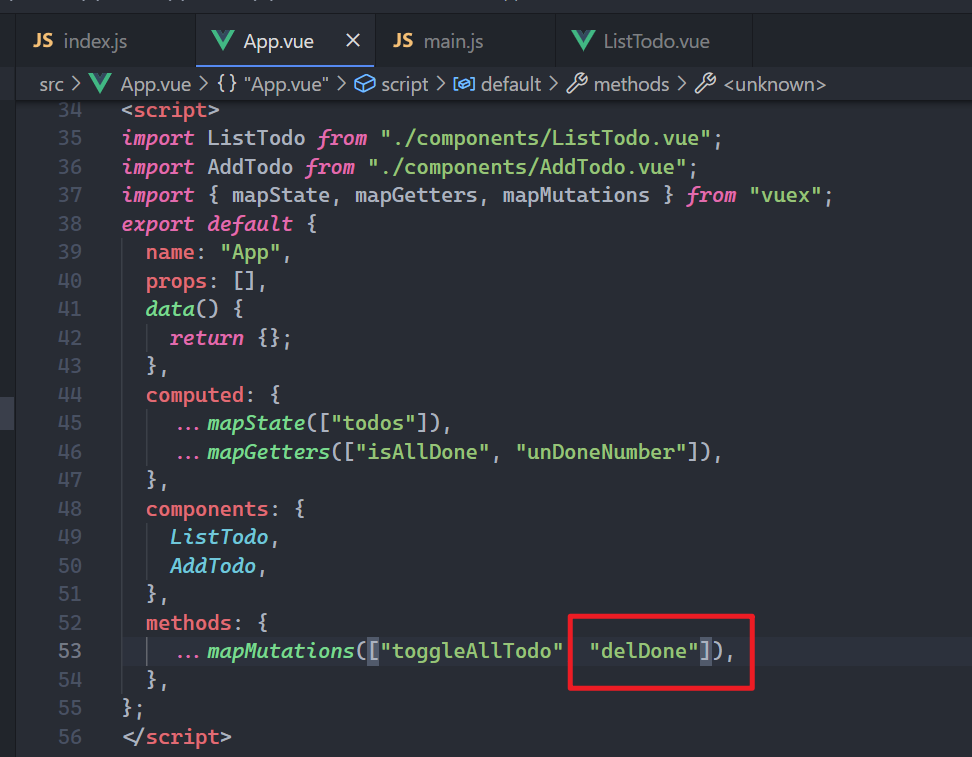 JS index.js App.vue × JS main.js ListTodo.vue
src > App.vue > {} "App.vue" > script > default > methods > <unknown>
34 <script>
35 import ListTodo from "./components/ListTodo.vue";
36 import AddTodo from "./components/AddTodo.vue";
37 import { mapState, mapGetters, mapMutations } from "vuex";
38 export default {
39 name: "App",
40 props: [],
41 data() {
42 return {};
43 },
44 computed: {
45 ...mapState(["todos"]),
46 ...mapGetters(["isAllDone", "unDoneNumber"]),
47 },
48 components: {
49 ListTodo,
50 AddTodo,
51 },
52 methods: {
53 ...mapMutations(["toggleAllTodo" "delDone"]),
54 },
55 };
56 </script>